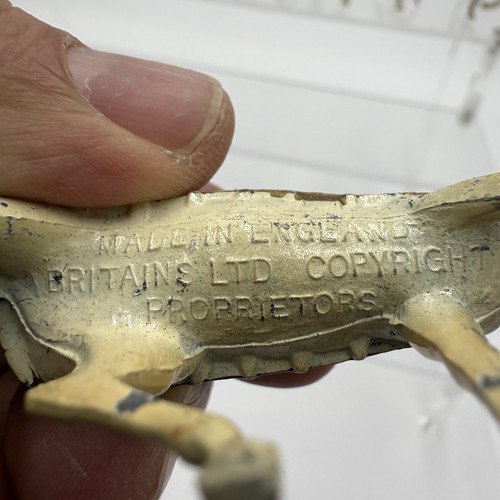 MADE IN ENGLAND
BRITAINS LTD COPYRIGHT
PROPRIETORS